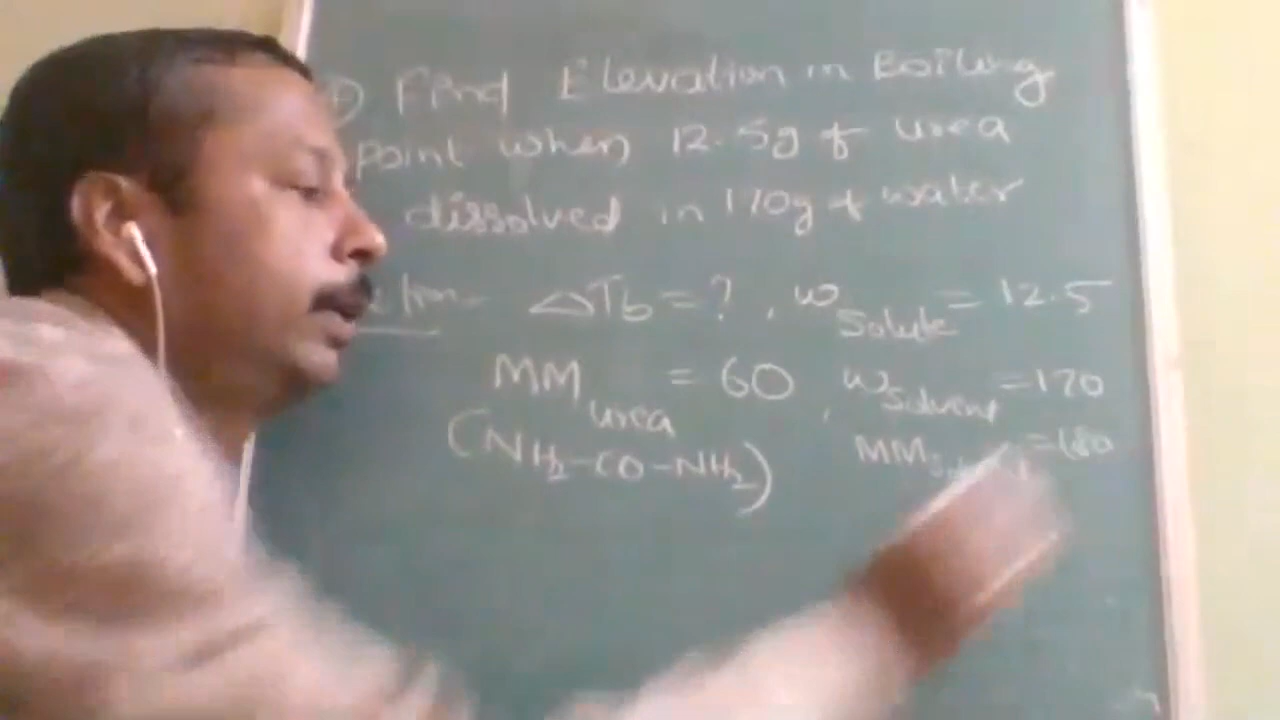 Find Elevation in Boiling
Point when 12.5g of urea
dissolved in 170g of water
ΔTb = ? , w solute = 12.5
MM urea = 60 , w solvent = 170
(NH₂-CO-NH₂) MM